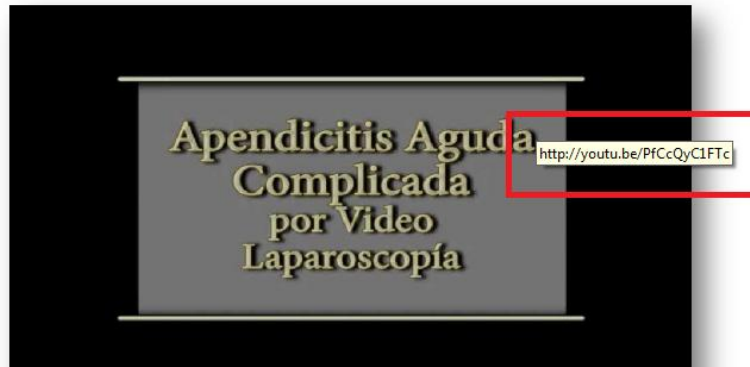 Apendicitis Aguda
Complicada
por Video
Laparoscopía
http://youtu.be/PfCcQyC1FTc